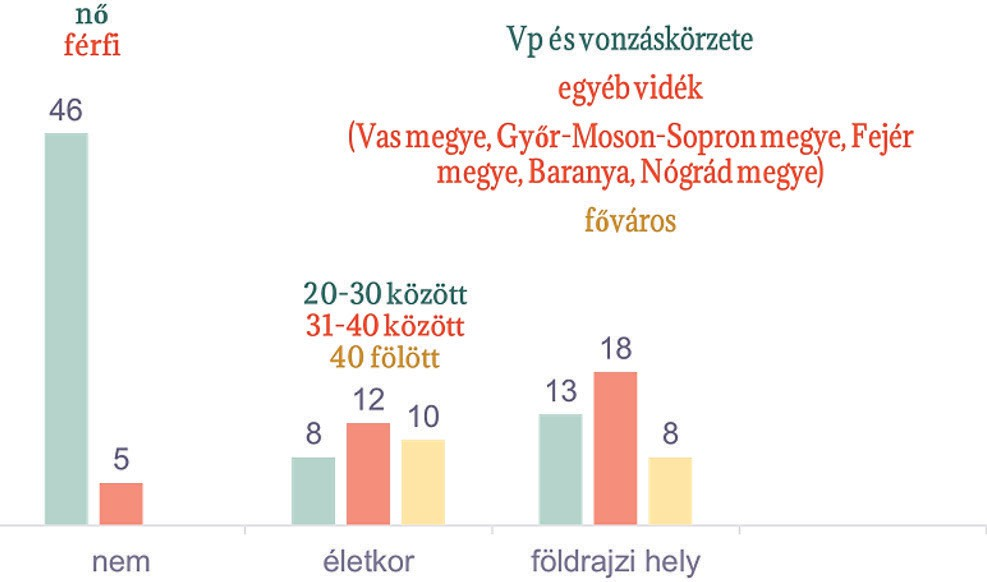 nő
férfi
46
5
nem
20-30 között
31-40 között
40 fölött
8
12
10
életkor
Vp és vonzáskörzete
egyéb vidék
(Vas megye, Győr-Moson-Sopron megye, Fejér
megye, Baranya, Nógrád megye)
főváros
13
18
8
földrajzi hely